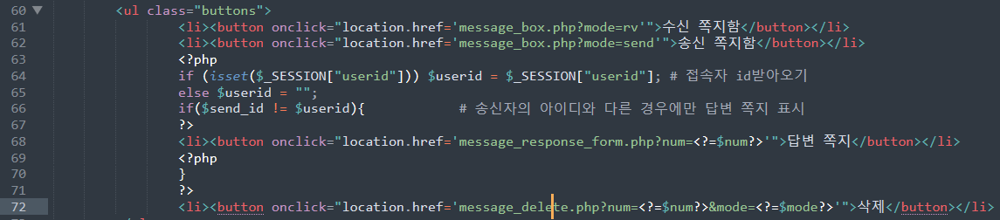 60 ▼ <ul class="buttons">
61 <li><button onclick="location.href='message_box.php?mode=rv'">수신 쪽지함</button></li>
62 <li><button onclick="location.href='message_box.php?mode=send'">송신 쪽지함</button></li>
63 <?php
64 if (isset($_SESSION["userid"])) $userid = $_SESSION["userid"]; # 접속자 id받아오기
65 else $userid = "";
66 if($send_id != $userid){ # 송신자의 아이디와 다른 경우에만 답변 쪽지 표시
67 ?>
68 <li><button onclick="location.href='message_response_form.php?num=<?=$num?>'">답변 쪽지</button></li>
69 <?php
70 }
71 ?>
72 <li><button onclick="location.href='message_delete.php?num=<?=$num?>&mode=<?=$mode?>'">삭제</button></li>